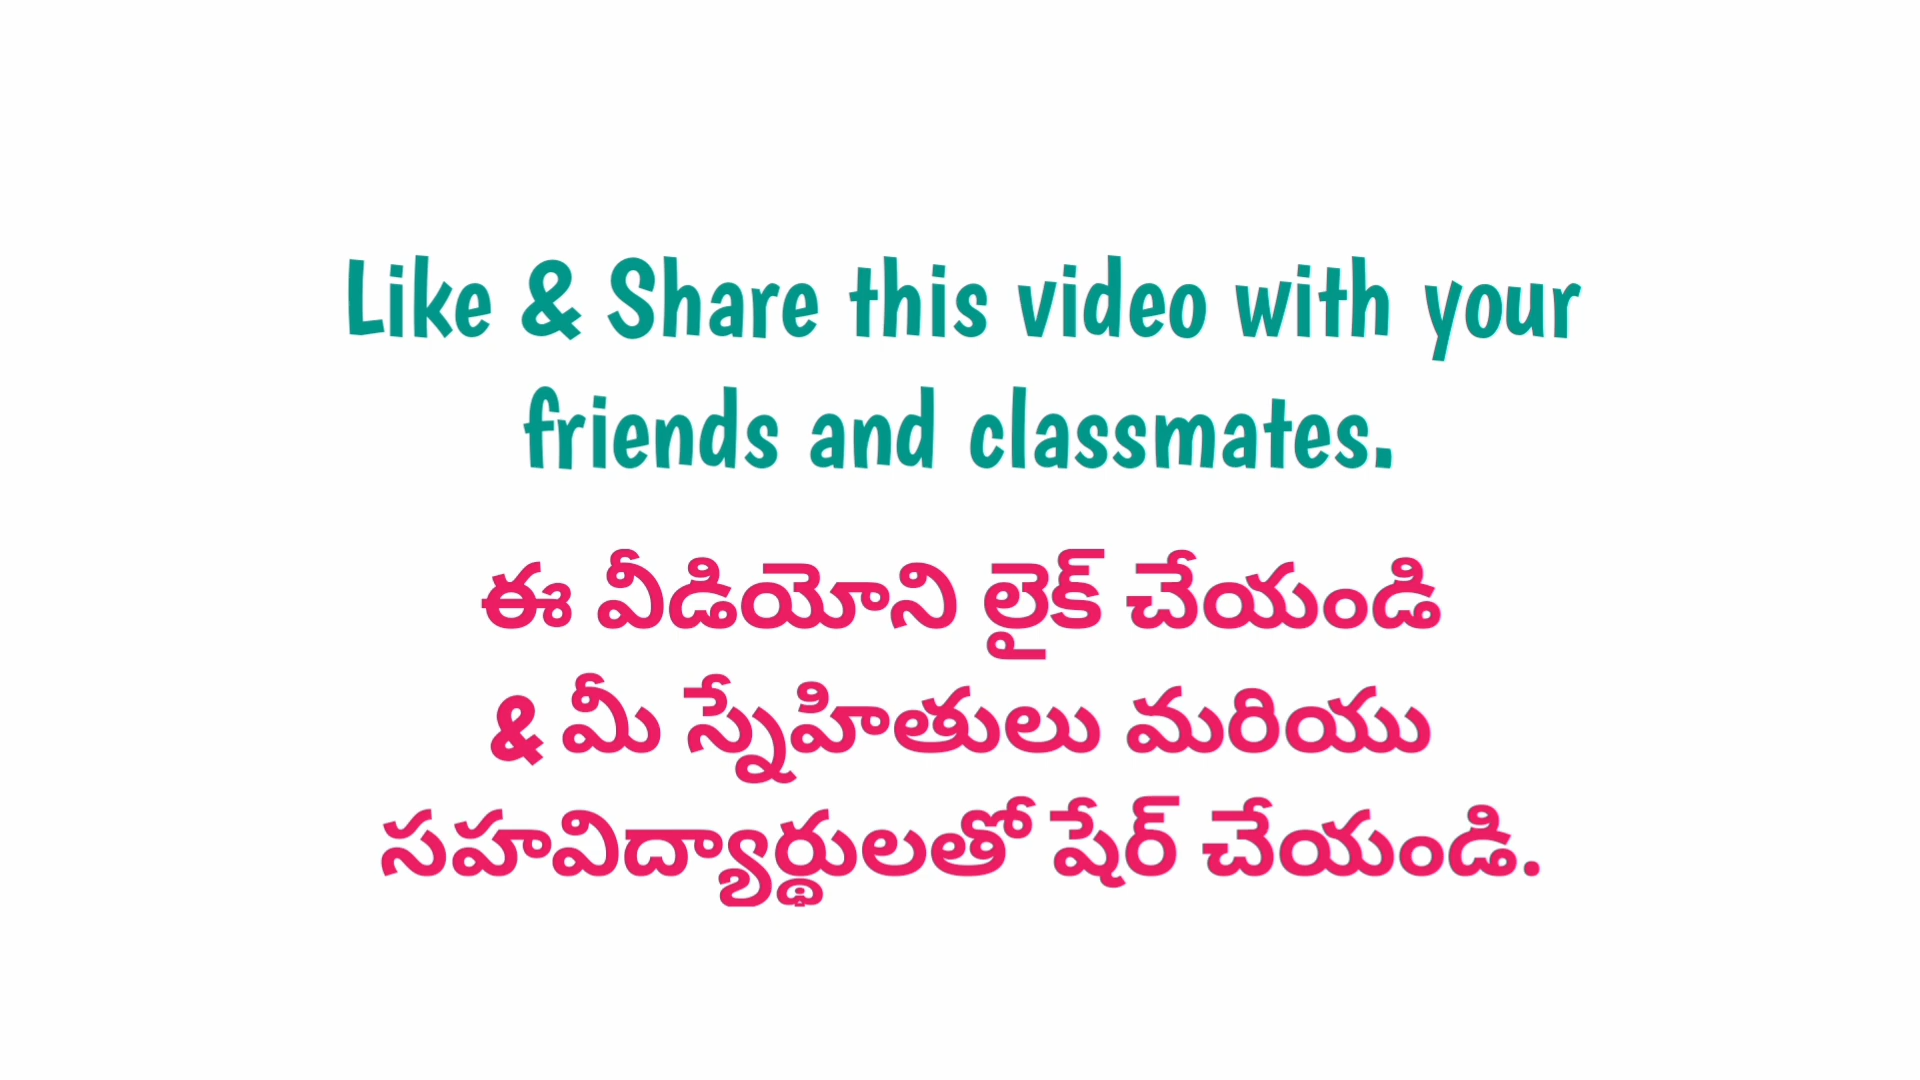 Like & Share this video with your
friends and classmates.
ఈ వీడియోని లైక్ చేయండి
& మీ స్నేహితులు మరియు
సహవిద్యార్థులతో షేర్ చేయండి.